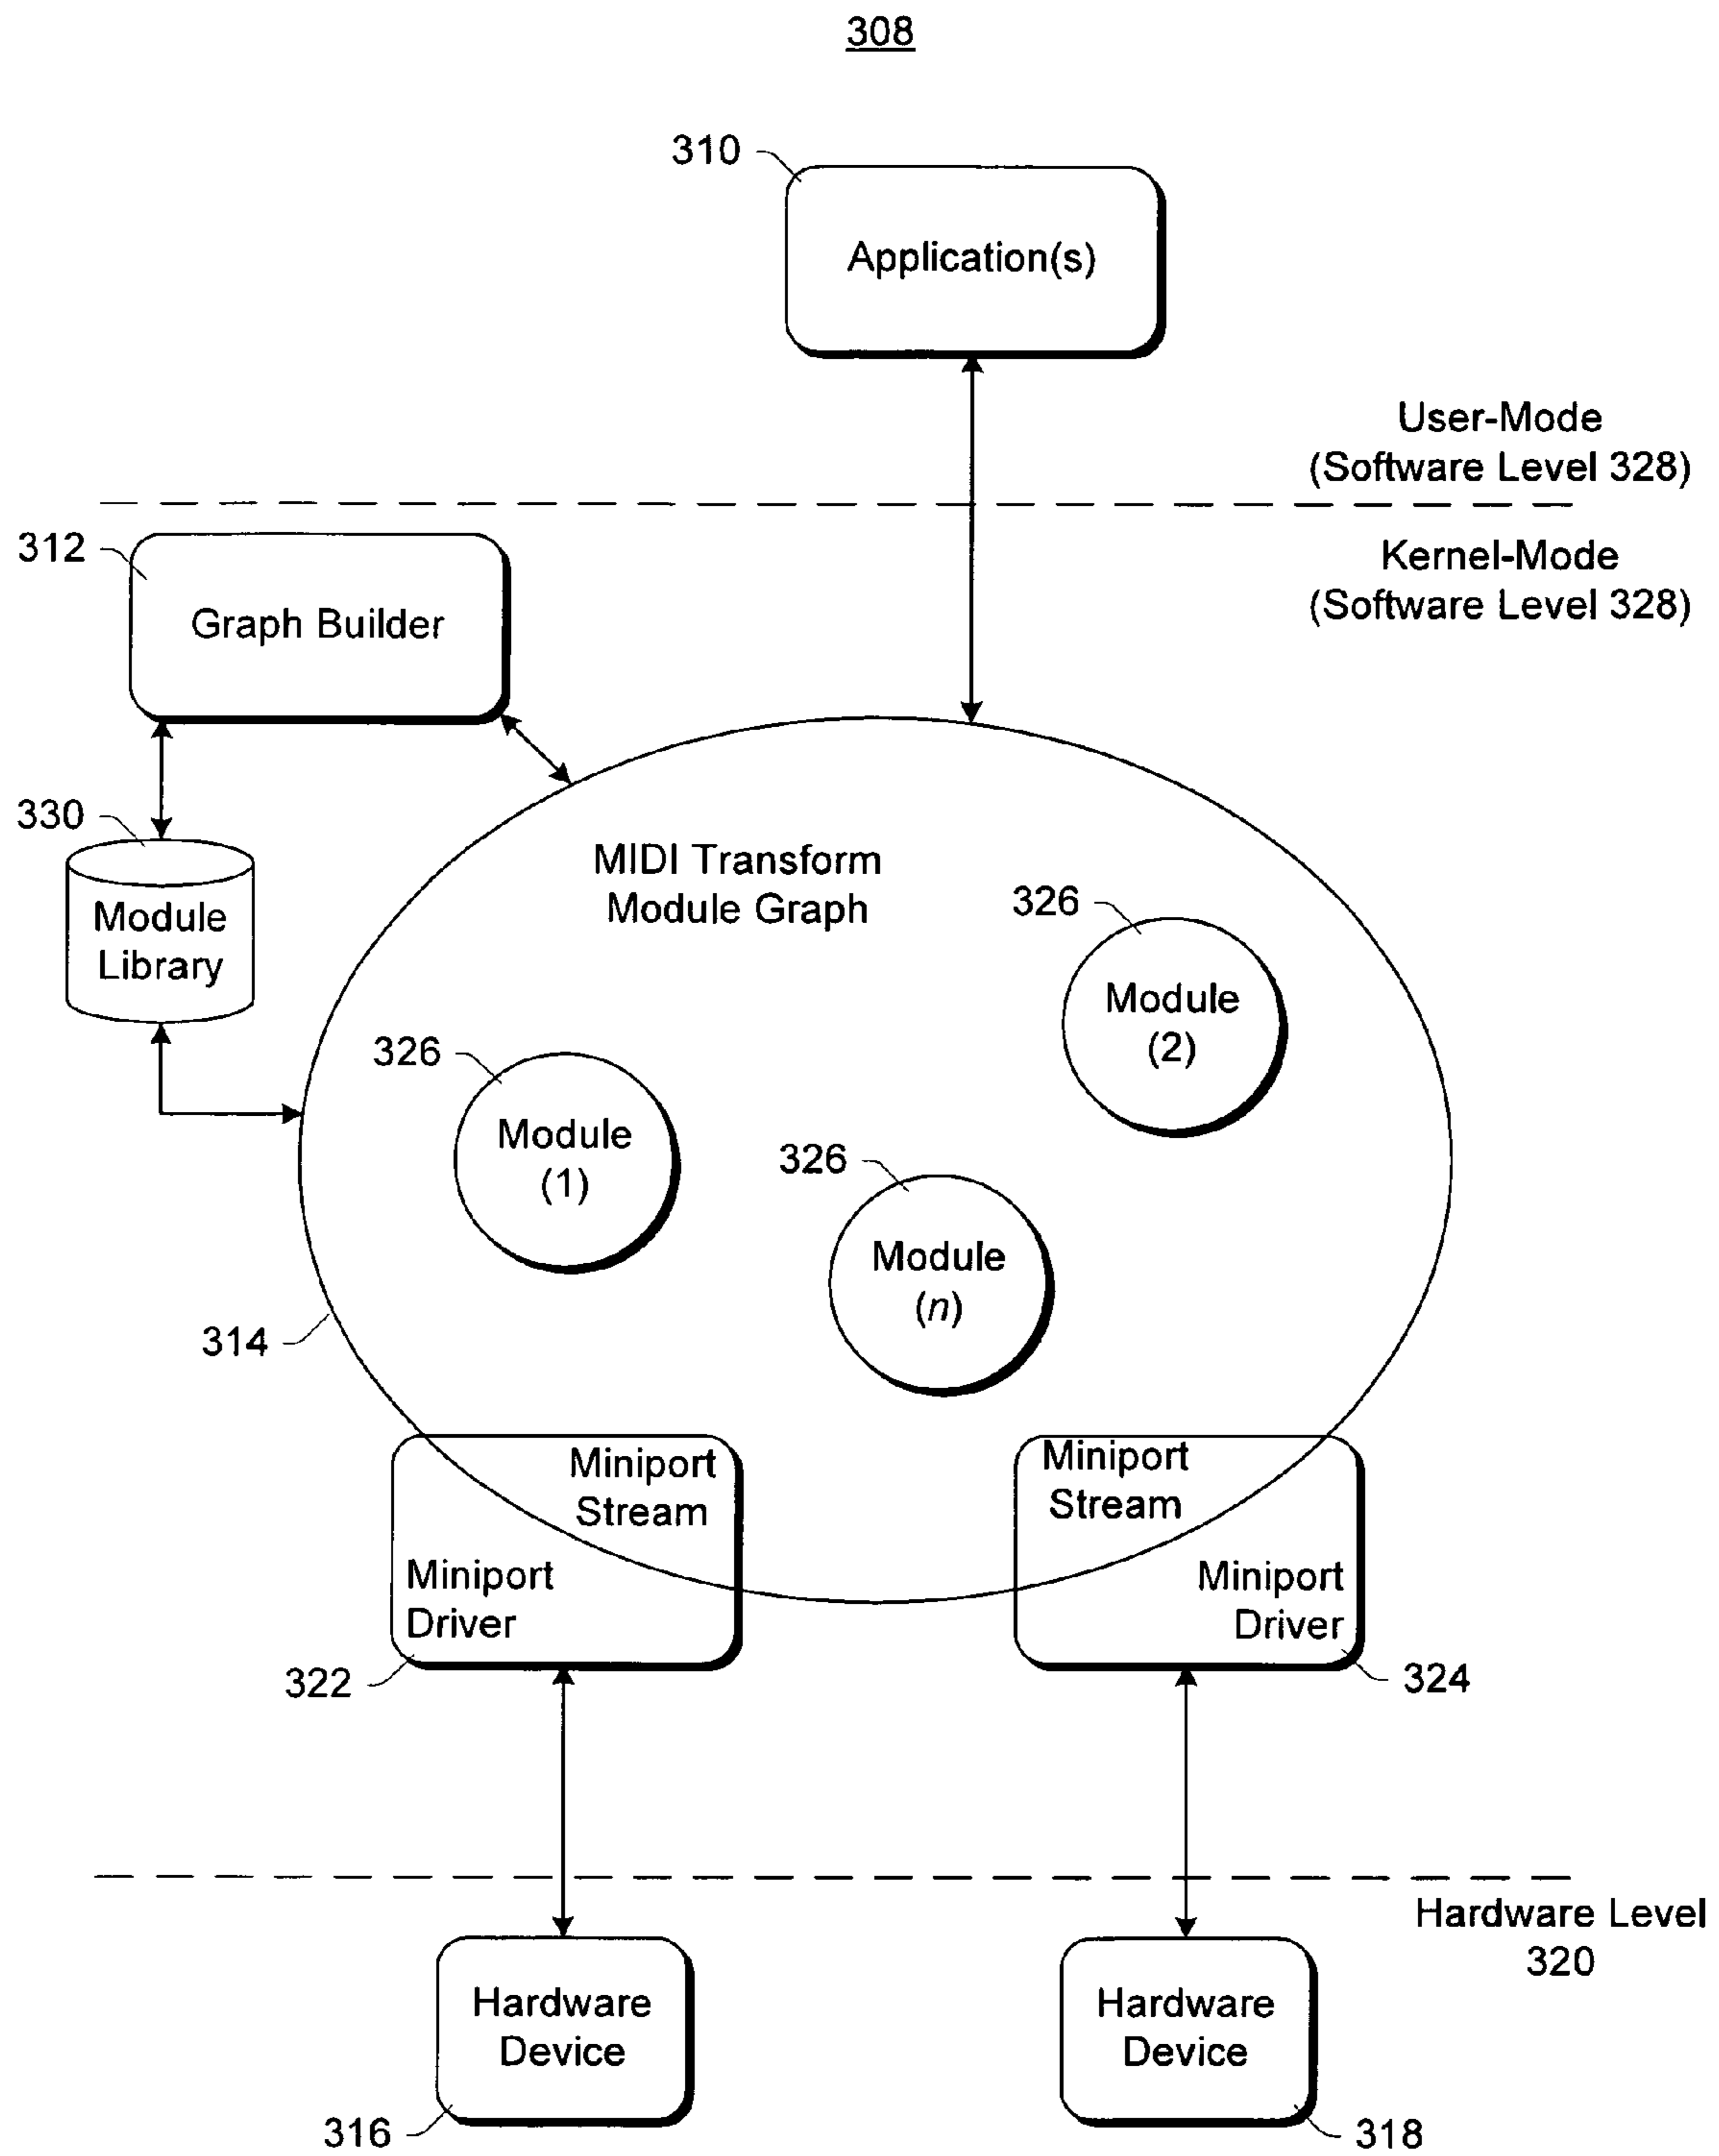 308
310
Application(s)
User-Mode
(Software Level 328)
312
Kernel-Mode
(Software Level 328)
Graph Builder
330
MIDI Transform
Module Graph
Module
Library
326
Module
(2)
326
Module
(1)
326
Module
(n)
314
Miniport
Stream
Miniport
Driver
322
Miniport
Stream
Miniport
Driver
324
Hardware Level
320
Hardware
Device
316
Hardware
Device
318